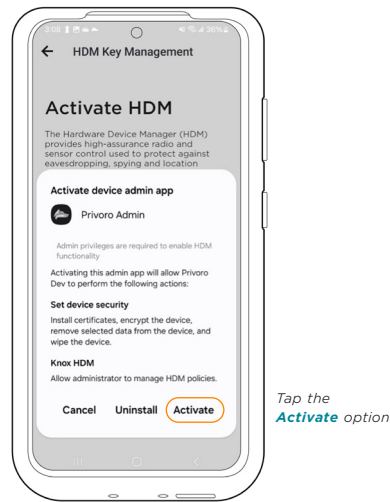 3:08 36%
HDM Key Management
Activate HDM
The Hardware Device Manager (HDM)
provides high-assurance radio and
sensor control used to protect against
eavesdropping, spying and location
Activate device admin app
Privoro Admin
Admin privileges are required to enable HDM
functionality
Activating this admin app will allow Privoro
Dev to perform the following actions:
Set device security
Install certificates, encrypt the device,
remove selected data from the device, and
wipe the device.
Knox HDM
Allow administrator to manage HDM policies.
Cancel Uninstall Activate
Tap the
Activate option